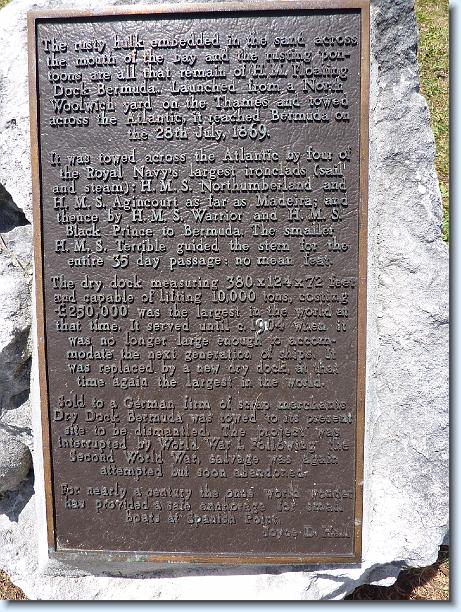 The rusty hulk embedded in the sand across
the mouth of the bay and the rusting pon-
toons are all that remain of H.M. Floating
Dock Bermuda. Launched from a North
Woolwich yard on the Thames and towed
across the Atlantic, it reached Bermuda on
the 28th July, 1869.
It was towed across the Atlantic by four of
the Royal Navy's largest ironclads (sail
and steam): H.M.S. Northumberland and
H.M.S. Agincourt as far as Madeira; and
thence by H.M.S. Warrior and H.M.S.
Black Prince to Bermuda. The smaller
H.M.S. Terrible guided the stern for the
entire 35 day passage: no mean feat.
The dry dock measuring 380x124x72 feet
and capable of lifting 10,000 tons, costing
£250,000 was the largest in the world at
that time. It served until c.1904 when it
was no longer large enough to accom-
modate the next generation of ships. It
was replaced by a new dry dock, at that
time again the largest in the world.
Sold to a German firm of scrap merchants
Dry Dock Bermuda was towed to its present
site to be dismantled. The project was
interrupted by World War I. Following the
Second World War, salvage was again
attempted but soon abandoned.
For nearly a century the once world wonder
has provided a safe anchorage for small
boats at Spanish Point.
Joyce D. Hall